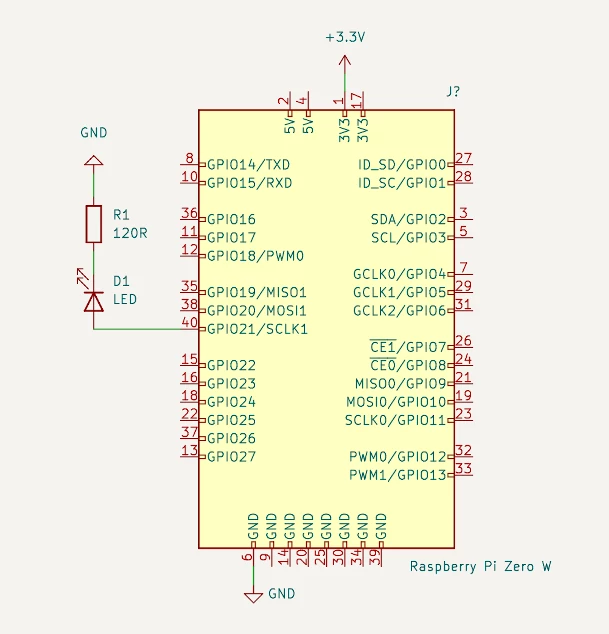 +3.3V
J?
2
4
1
17
5V
5V
3V3
3V3
GND
R1
120R
D1
LED
8 GPIO14/TXD
10 GPIO15/RXD
36 GPIO16
11 GPIO17
12 GPIO18/PWM0
35 GPIO19/MISO1
38 GPIO20/MOSI1
40 GPIO21/SCLK1
15 GPIO22
16 GPIO23
18 GPIO24
22 GPIO25
37 GPIO26
13 GPIO27
ID_SD/GPIO0 27
ID_SC/GPIO1 28
SDA/GPIO2 3
SCL/GPIO3 5
GCLK0/GPIO4 7
GCLK1/GPIO5 29
GCLK2/GPIO6 31
CE1/GPIO7 26
CE0/GPIO8 24
MISO0/GPIO9 21
MOSI0/GPIO10 19
SCLK0/GPIO11 23
PWM0/GPIO12 32
PWM1/GPIO13 33
GND
GND
GND
GND
GND
GND
GND
GND
6
9
14
20
25
30
34
39
Raspberry Pi Zero W
GND